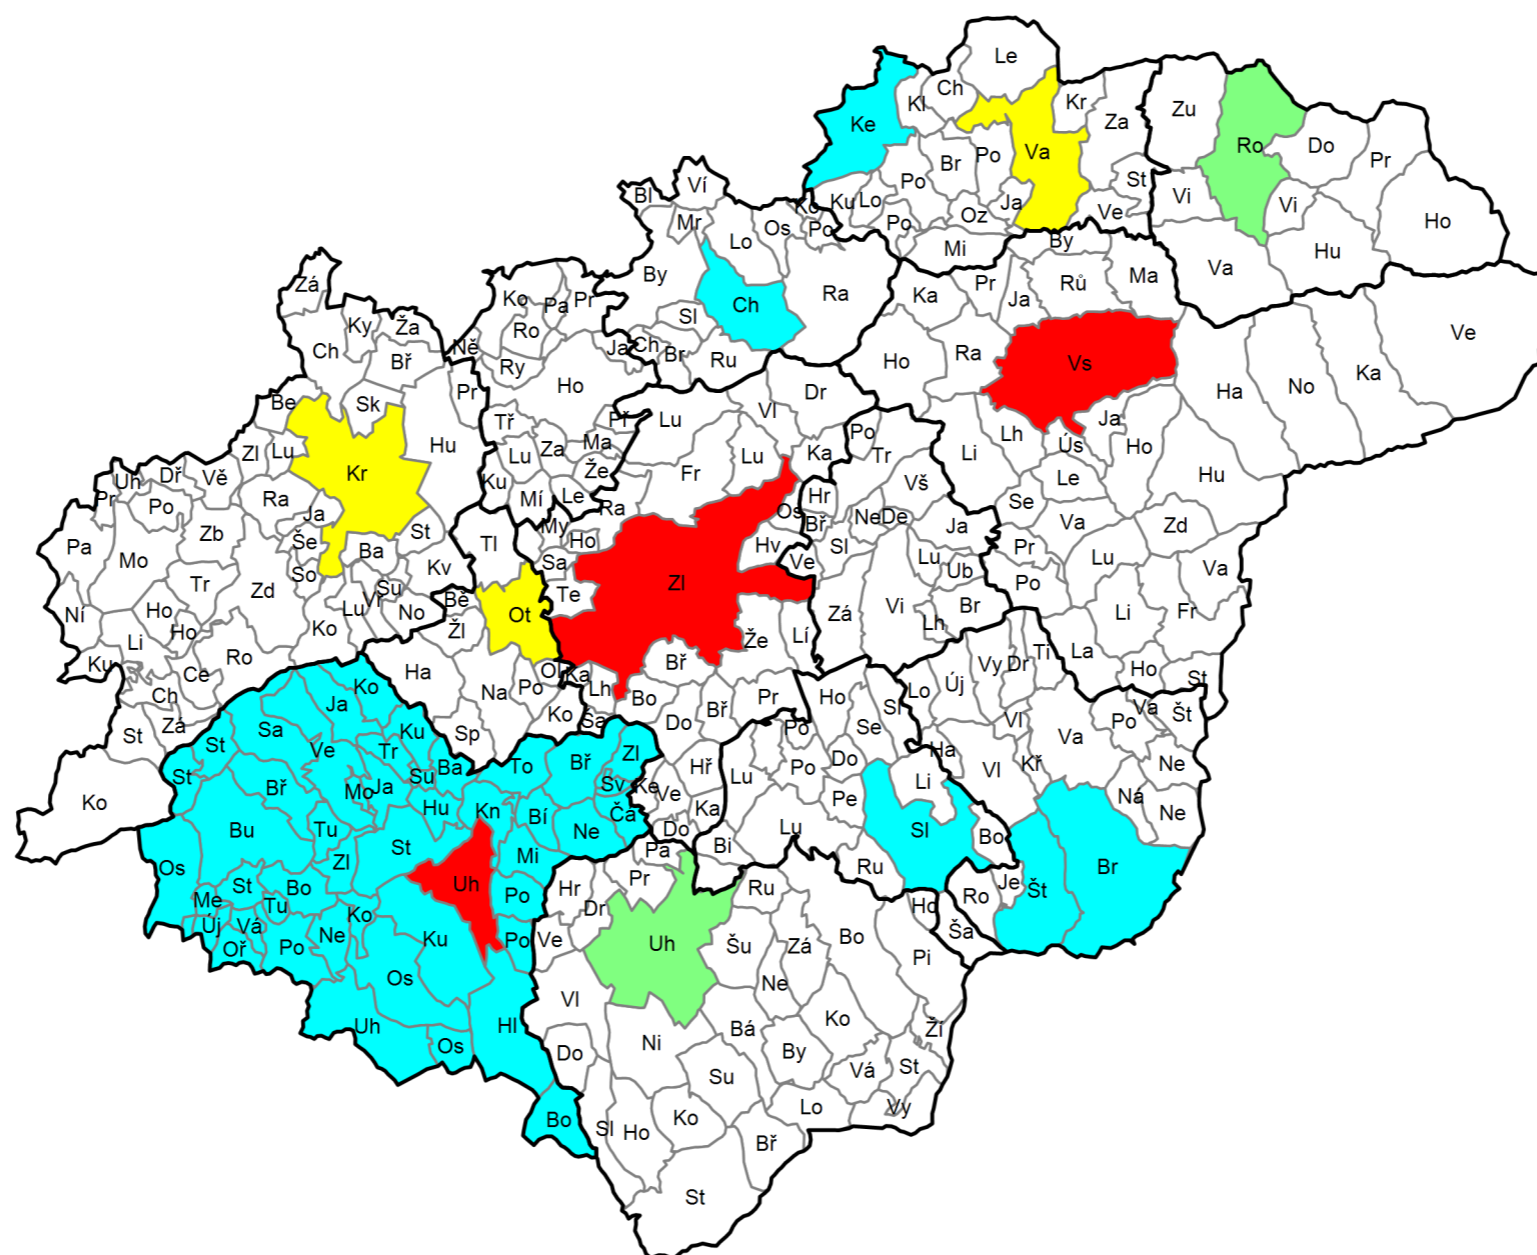 Le
Ke
Kl
Ch
Kr
Za
Zu
Ro
Do
Pr
Va
Br
Po
Po
St
Vi
Vi
Ho
Ví
Bl
Mr
Ko
Ku
Lo
Po
Ja
Oz
Ve
Lo
Os
Po
Mi
By
Va
Hu
By
Ra
Ka
Pr
Ja
Rů
Ma
Zá
Ky
Ža
Ko
Pa
Pr
Ch
Sl
Ve
Ch
Bř
Ně
Ro
Ry
Ja
Ch
Br
Ru
Ho
Ra
Vs
Ha
No
Ka
Pr
Ho
Dr
Vl
Be
Sk
Hu
Tř
Př
Lu
Po
Li
Lh
Ja
Ús
Ho
Zl
Lu
Kr
Lu
Za
Ma
Že
Fr
Lu
Ka
Tr
Vš
Le
Hu
Uh
Dř
Vě
Ku
Mí
Le
Ra
Hr
Pr
Po
Ra
Ja
Os
Bř
Ne
De
Ja
Se
Va
Zd
Pa
Mo
Zb
Še
Ba
St
Tl
My
Ho
Hv
Sl
Pr
Lu
Va
Tr
Zd
So
Su
Kv
Sa
Zl
Ve
Lu
Ub
Po
Ní
Ho
Ho
Lu
Vř
No
Bě
Te
Ot
Zá
Vi
Br
Li
Fr
Li
Ko
Žl
Že
Lí
Lh
Ku
Ce
Ro
Ha
Ol
Ka
Bř
Vy
Dr
Ti
La
Ho
St
Ch
Ko
Na
Po
Lh
Bo
Pr
Ho
Sl
Lo
Új
St
Zá
Ja
Sp
Ko
Ša
Do
Bř
Se
Vl
Va
Po
Vá
Št
Ko
St
St
Sa
Ve
Ku
Tr
Su
Ba
To
Bř
Zl
Hř
Po
Do
Ha
Vl
Kř
Ne
Os
Bu
Bř
Mo
Ja
Hu
Kn
Bí
Sv
Ča
Ke
Ve
Ka
Lu
Po
Pe
Li
Ná
Ne
Tu
Zl
St
Mi
Ne
Do
Bi
Lu
Sl
Bo
Br
Me
St
Bo
Uh
Po
Pa
Pr
Hr
Ru
Ru
Ro
Je
Št
Új
Vá
Tu
Ko
Dr
Ho
Oř
Po
Ne
Ku
Po
Ve
Uh
Šu
Zá
Bo
Ša
Pi
Os
Hl
Vl
Ne
Ko
Uh
Os
Do
Ni
Bá
By
Ží
Su
Vá
St
Bo
Sl
Ho
Ko
Lo
Vy
Bř
St